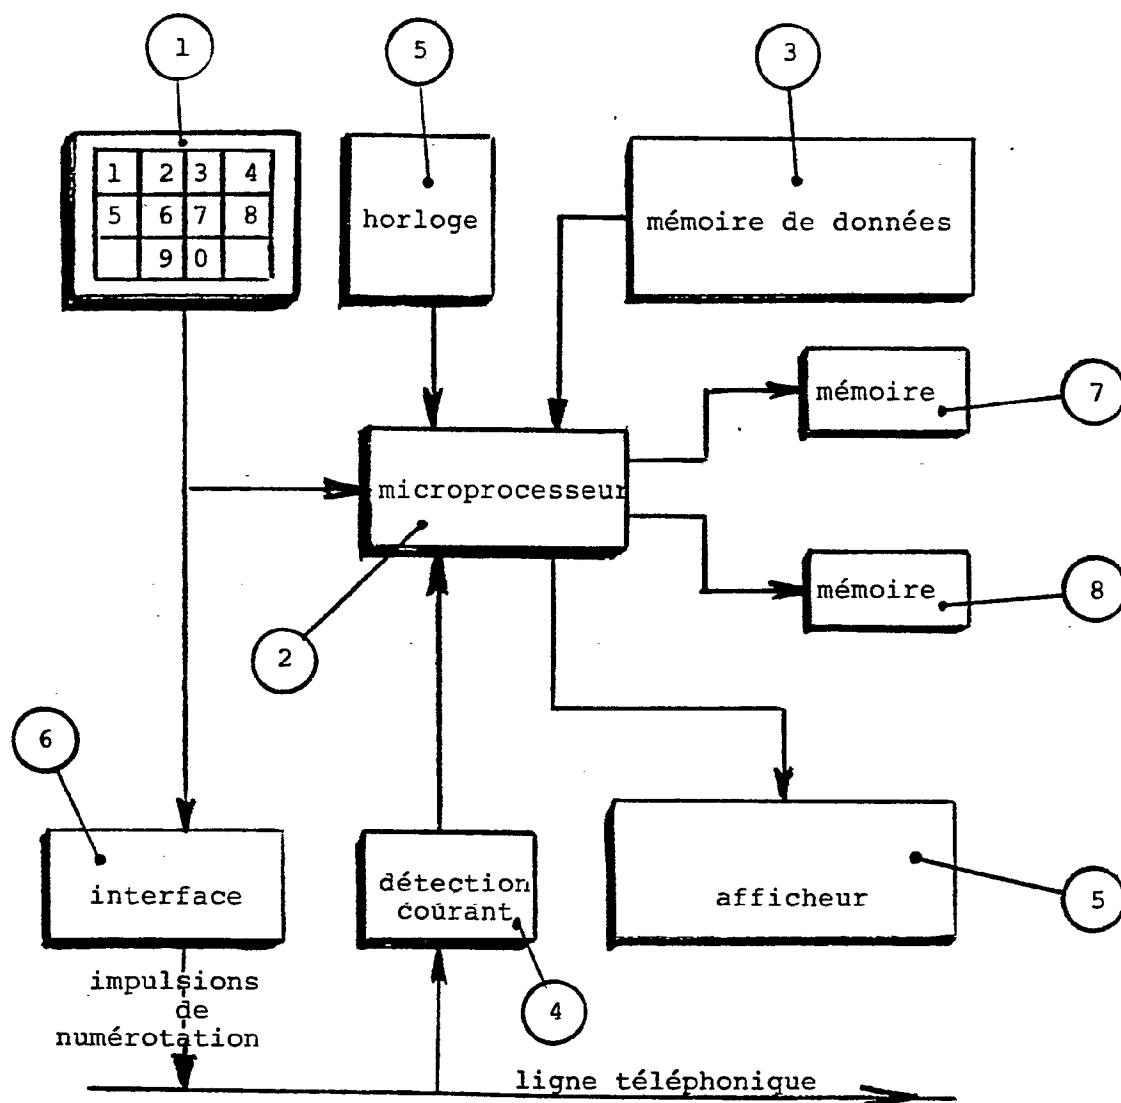 1
5
3
1 2 3 4
5 6 7 8
9 0
horloge
mémoire de données
mémoire
7
microprocesseur
mémoire
8
2
6
interface
détection
courant
afficheur
5
impulsions
de
numérotation
4
ligne téléphonique